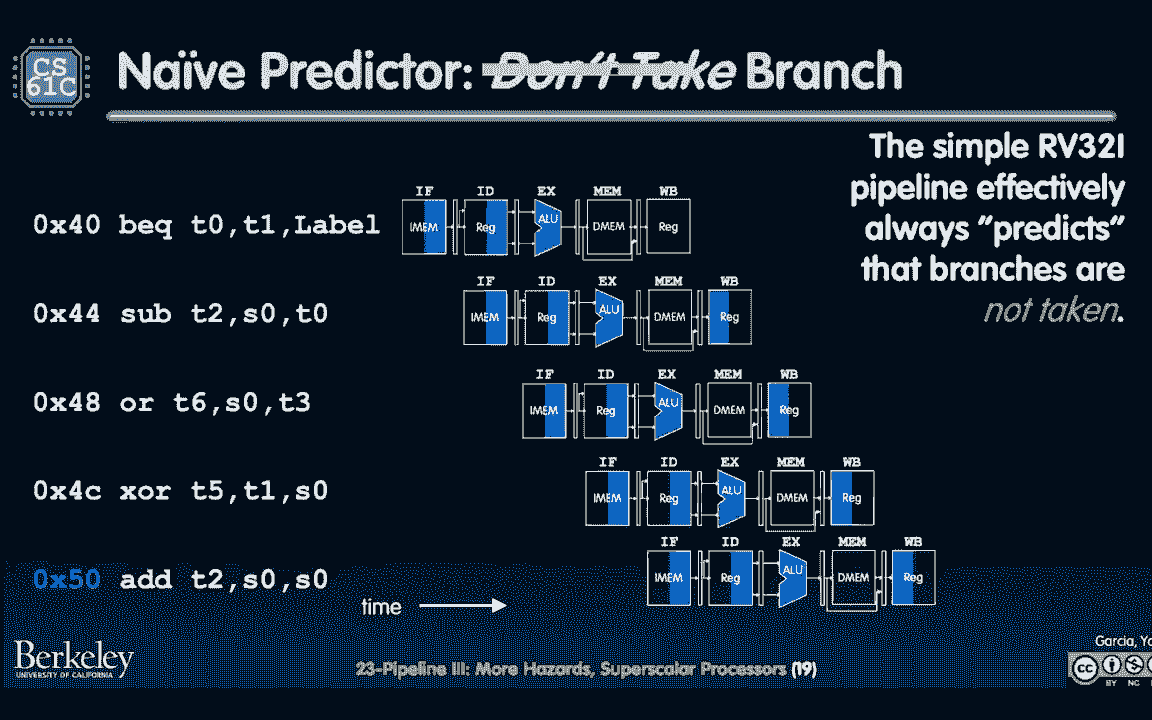 CS
61C
Naïve Predictor: Don't Take Branch
The simple RV32I
pipeline effectively
always "predicts"
that branches are
not taken.
IF ID EX MEM WB
0x40 beq t0,t1,Label IMEM Reg ALU DMEM Reg
IF ID EX MEM WB
0x44 sub t2,s0,t0 IMEM Reg ALU DMEM Reg
IF ID EX MEM WB
0x48 or t6,s0,t3 IMEM Reg ALU DMEM Reg
IF ID EX MEM WB
0x4c xor t5,t1,s0 IMEM Reg ALU DMEM Reg
IF ID EX MEM WB
0x50 add t2,s0,s0 IMEM Reg ALU DMEM Reg
time
Berkeley
UNIVERSITY OF CALIFORNIA
23-Pipeline III: More Hazards, Superscalar Processors (19)
Garcia,
cc
BY NC